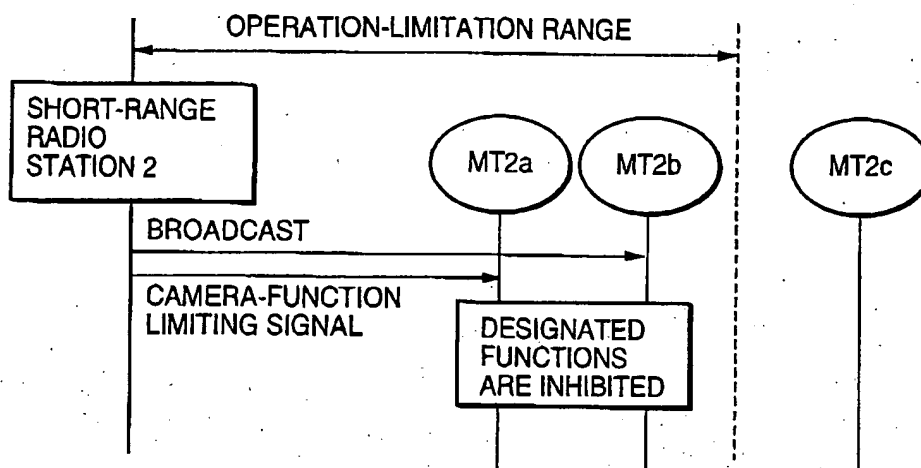 OPERATION-LIMITATION RANGE
SHORT-RANGE
RADIO
STATION 2
MT2a
MT2b
MT2c
BROADCAST
CAMERA-FUNCTION
LIMITING SIGNAL
DESIGNATED
FUNCTIONS
ARE INHIBITED